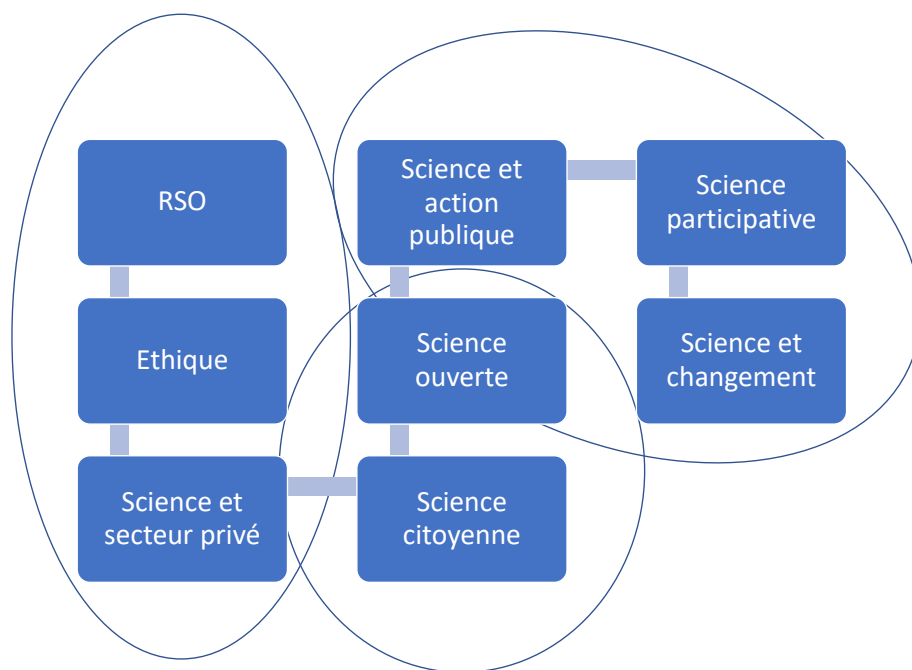 RSO
Ethique
Science et
secteur privé
Science
citoyenne
Science
ouverte
Science et
action
publique
Science
participative
Science et
changement